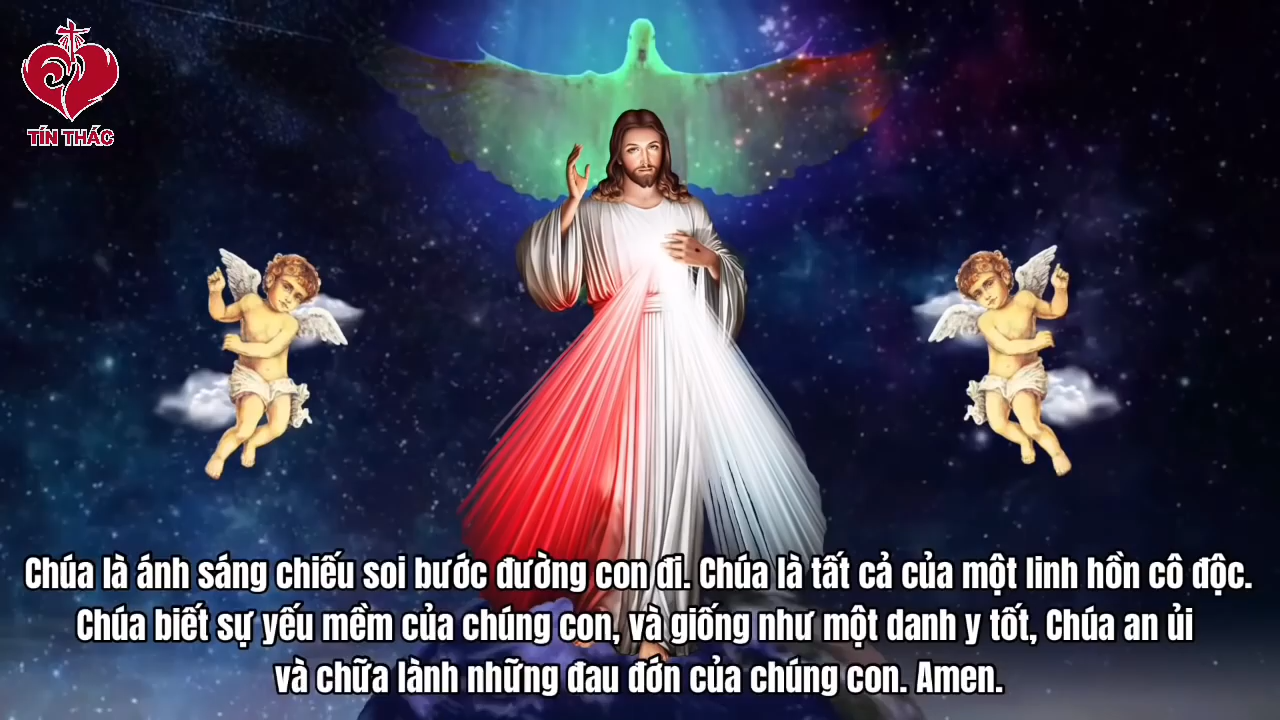 TÍN THÁC
Chúa là ánh sáng chiếu soi bước đường con đi. Chúa là tất cả của một linh hồn cô độc.
Chúa biết sự yếu mềm của chúng con, và giống như một danh y tốt, Chúa an ủi
và chữa lành những đau đớn của chúng con. Amen.